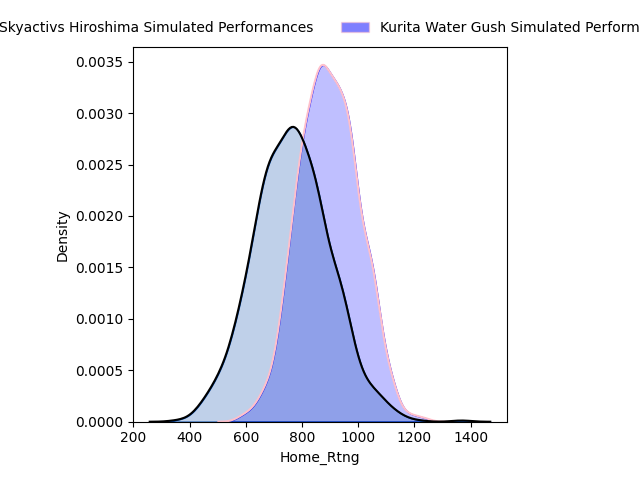 Skyactivs Hiroshima Simulated Performances
Kurita Water Gush Simulated Perform
0.0035
0.0030
0.0025
0.0020
0.0015
0.0010
0.0005
0.0000
Density
200 400 600 800 1000 1200 1400
Home_Rtng